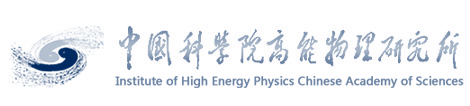 中国科学院高能物理研究所
Institute of High Energy Physics Chinese Academy of Sciences